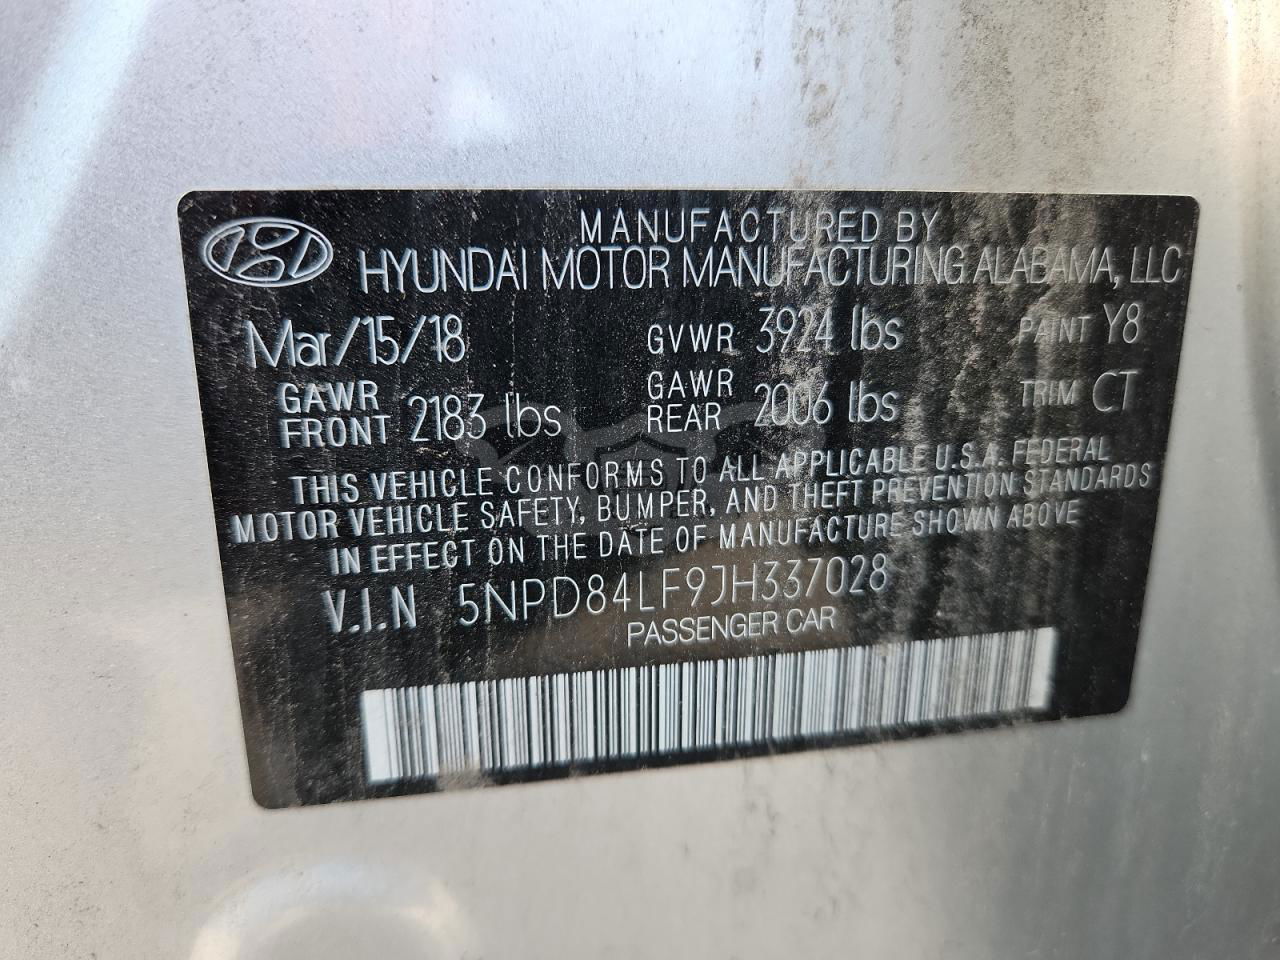 MANUFACTURED BY
HYUNDAI MOTOR MANUFACTURING ALABAMA, LLC
Mar/15/18 GVWR 3924 lbs PAINT Y8
GAWR FRONT 2183 lbs GAWR REAR 2006 lbs TRIM CT
THIS VEHICLE CONFORMS TO ALL APPLICABLE U.S.A. FEDERAL
MOTOR VEHICLE SAFETY, BUMPER, AND THEFT PREVENTION STANDARDS
IN EFFECT ON THE DATE OF MANUFACTURE SHOWN ABOVE
V.I.N 5NPD84LF9JH337028
PASSENGER CAR